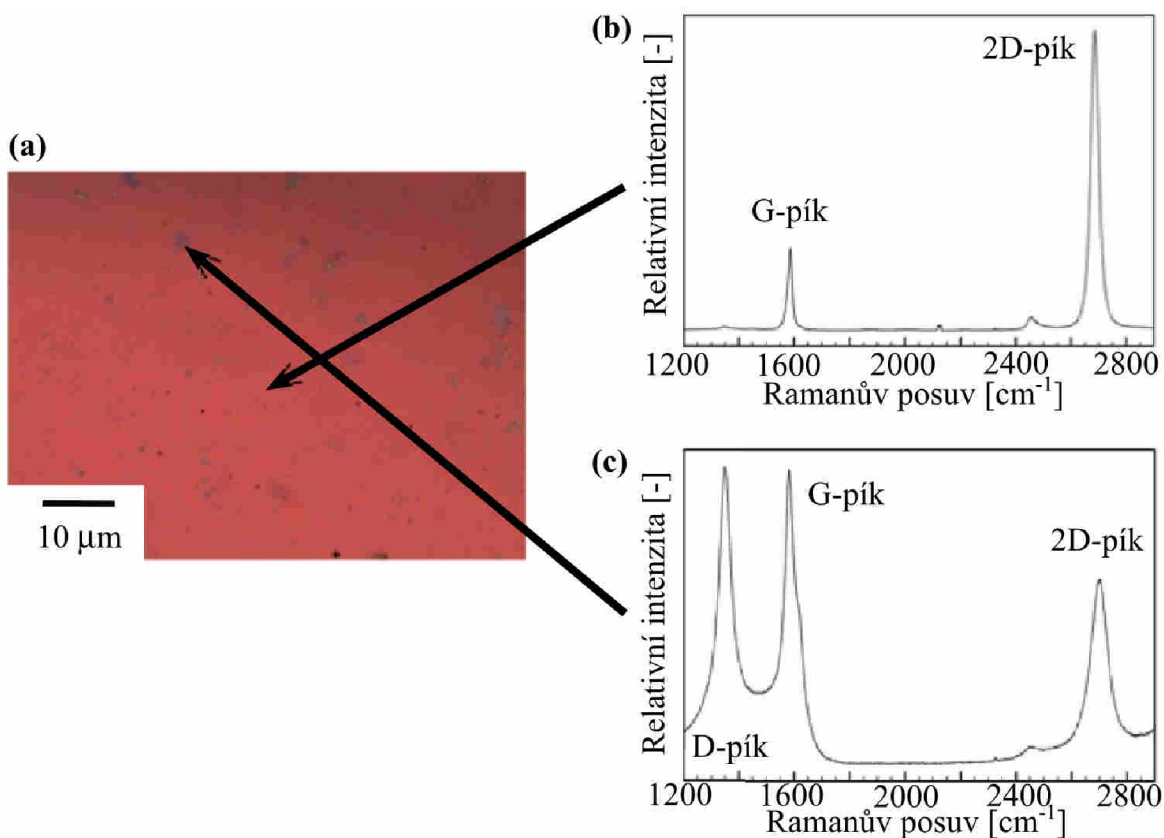 (a)
10 µm
(b)
Relativní intenzita [-]
G-pík
2D-pík
1200 1600 2000 2400 2800
Ramanův posuv [cm-1]
(c)
Relativní intenzita [-]
D-pík
G-pík
2D-pík
1200 1600 2000 2400 2800
Ramanův posuv [cm-1]